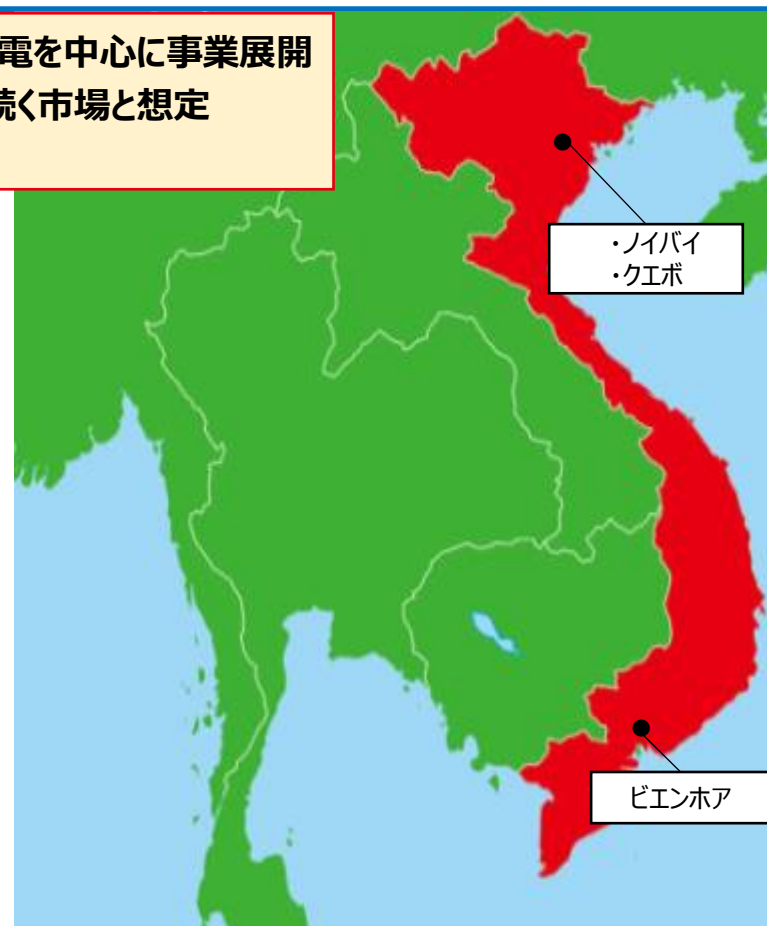 電を中心に事業展開
続く市場と想定
・ノイバイ
・クエボ
ビエンホア